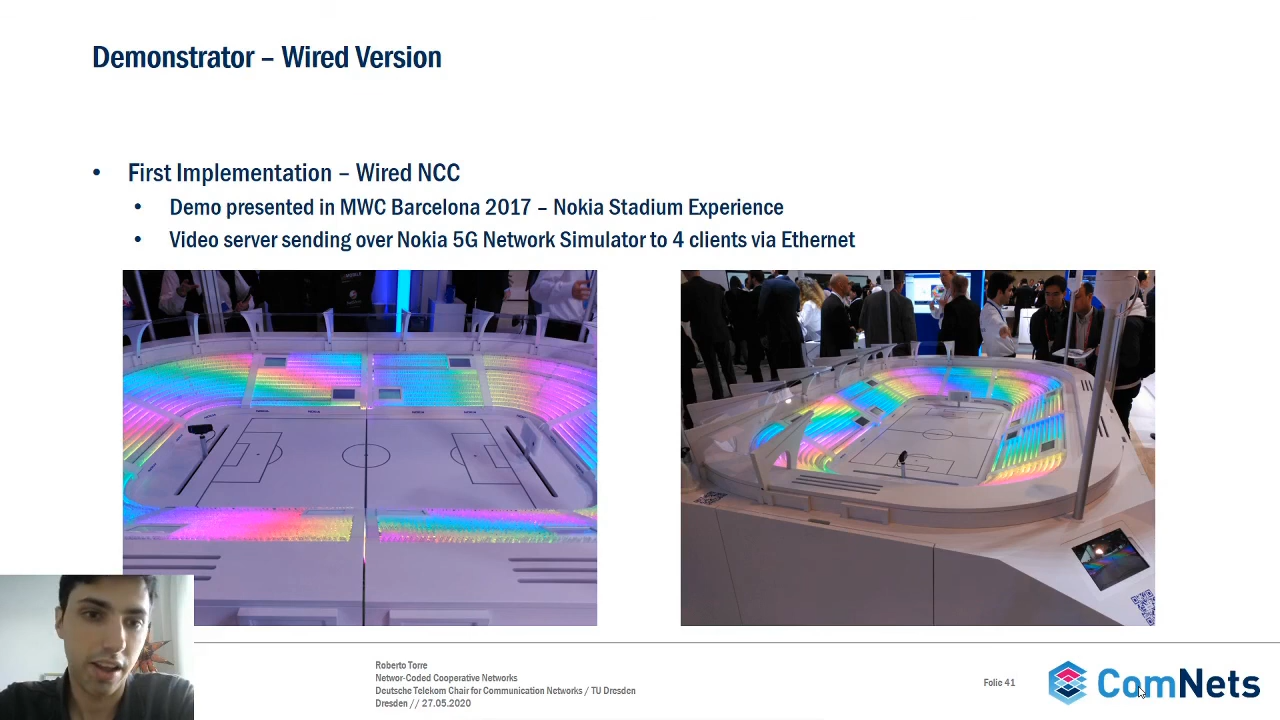 Demonstrator – Wired Version
• First Implementation – Wired NCC
• Demo presented in MWC Barcelona 2017 – Nokia Stadium Experience
• Video server sending over Nokia 5G Network Simulator to 4 clients via Ethernet
Roberto Torre
Networ-Coded Cooperative Networks
Deutsche Telekom Chair for Communication Networks / TU Dresden
Dresden // 27.05.2020
Folie 41
ComNets